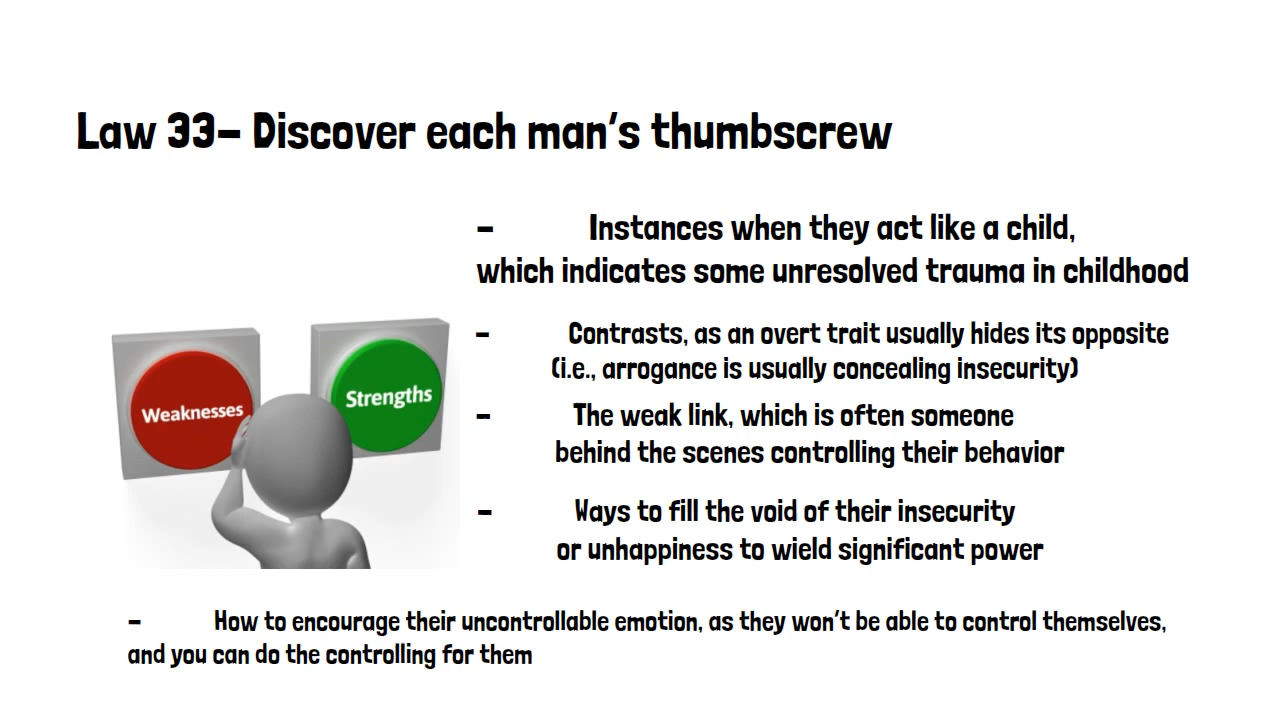 Law 33– Discover each man's thumbscrew
– Instances when they act like a child,
which indicates some unresolved trauma in childhood
– Contrasts, as an overt trait usually hides its opposite
(i.e., arrogance is usually concealing insecurity)
– The weak link, which is often someone
behind the scenes controlling their behavior
– Ways to fill the void of their insecurity
or unhappiness to wield significant power
Weaknesses
Strengths
– How to encourage their uncontrollable emotion, as they won't be able to control themselves,
and you can do the controlling for them